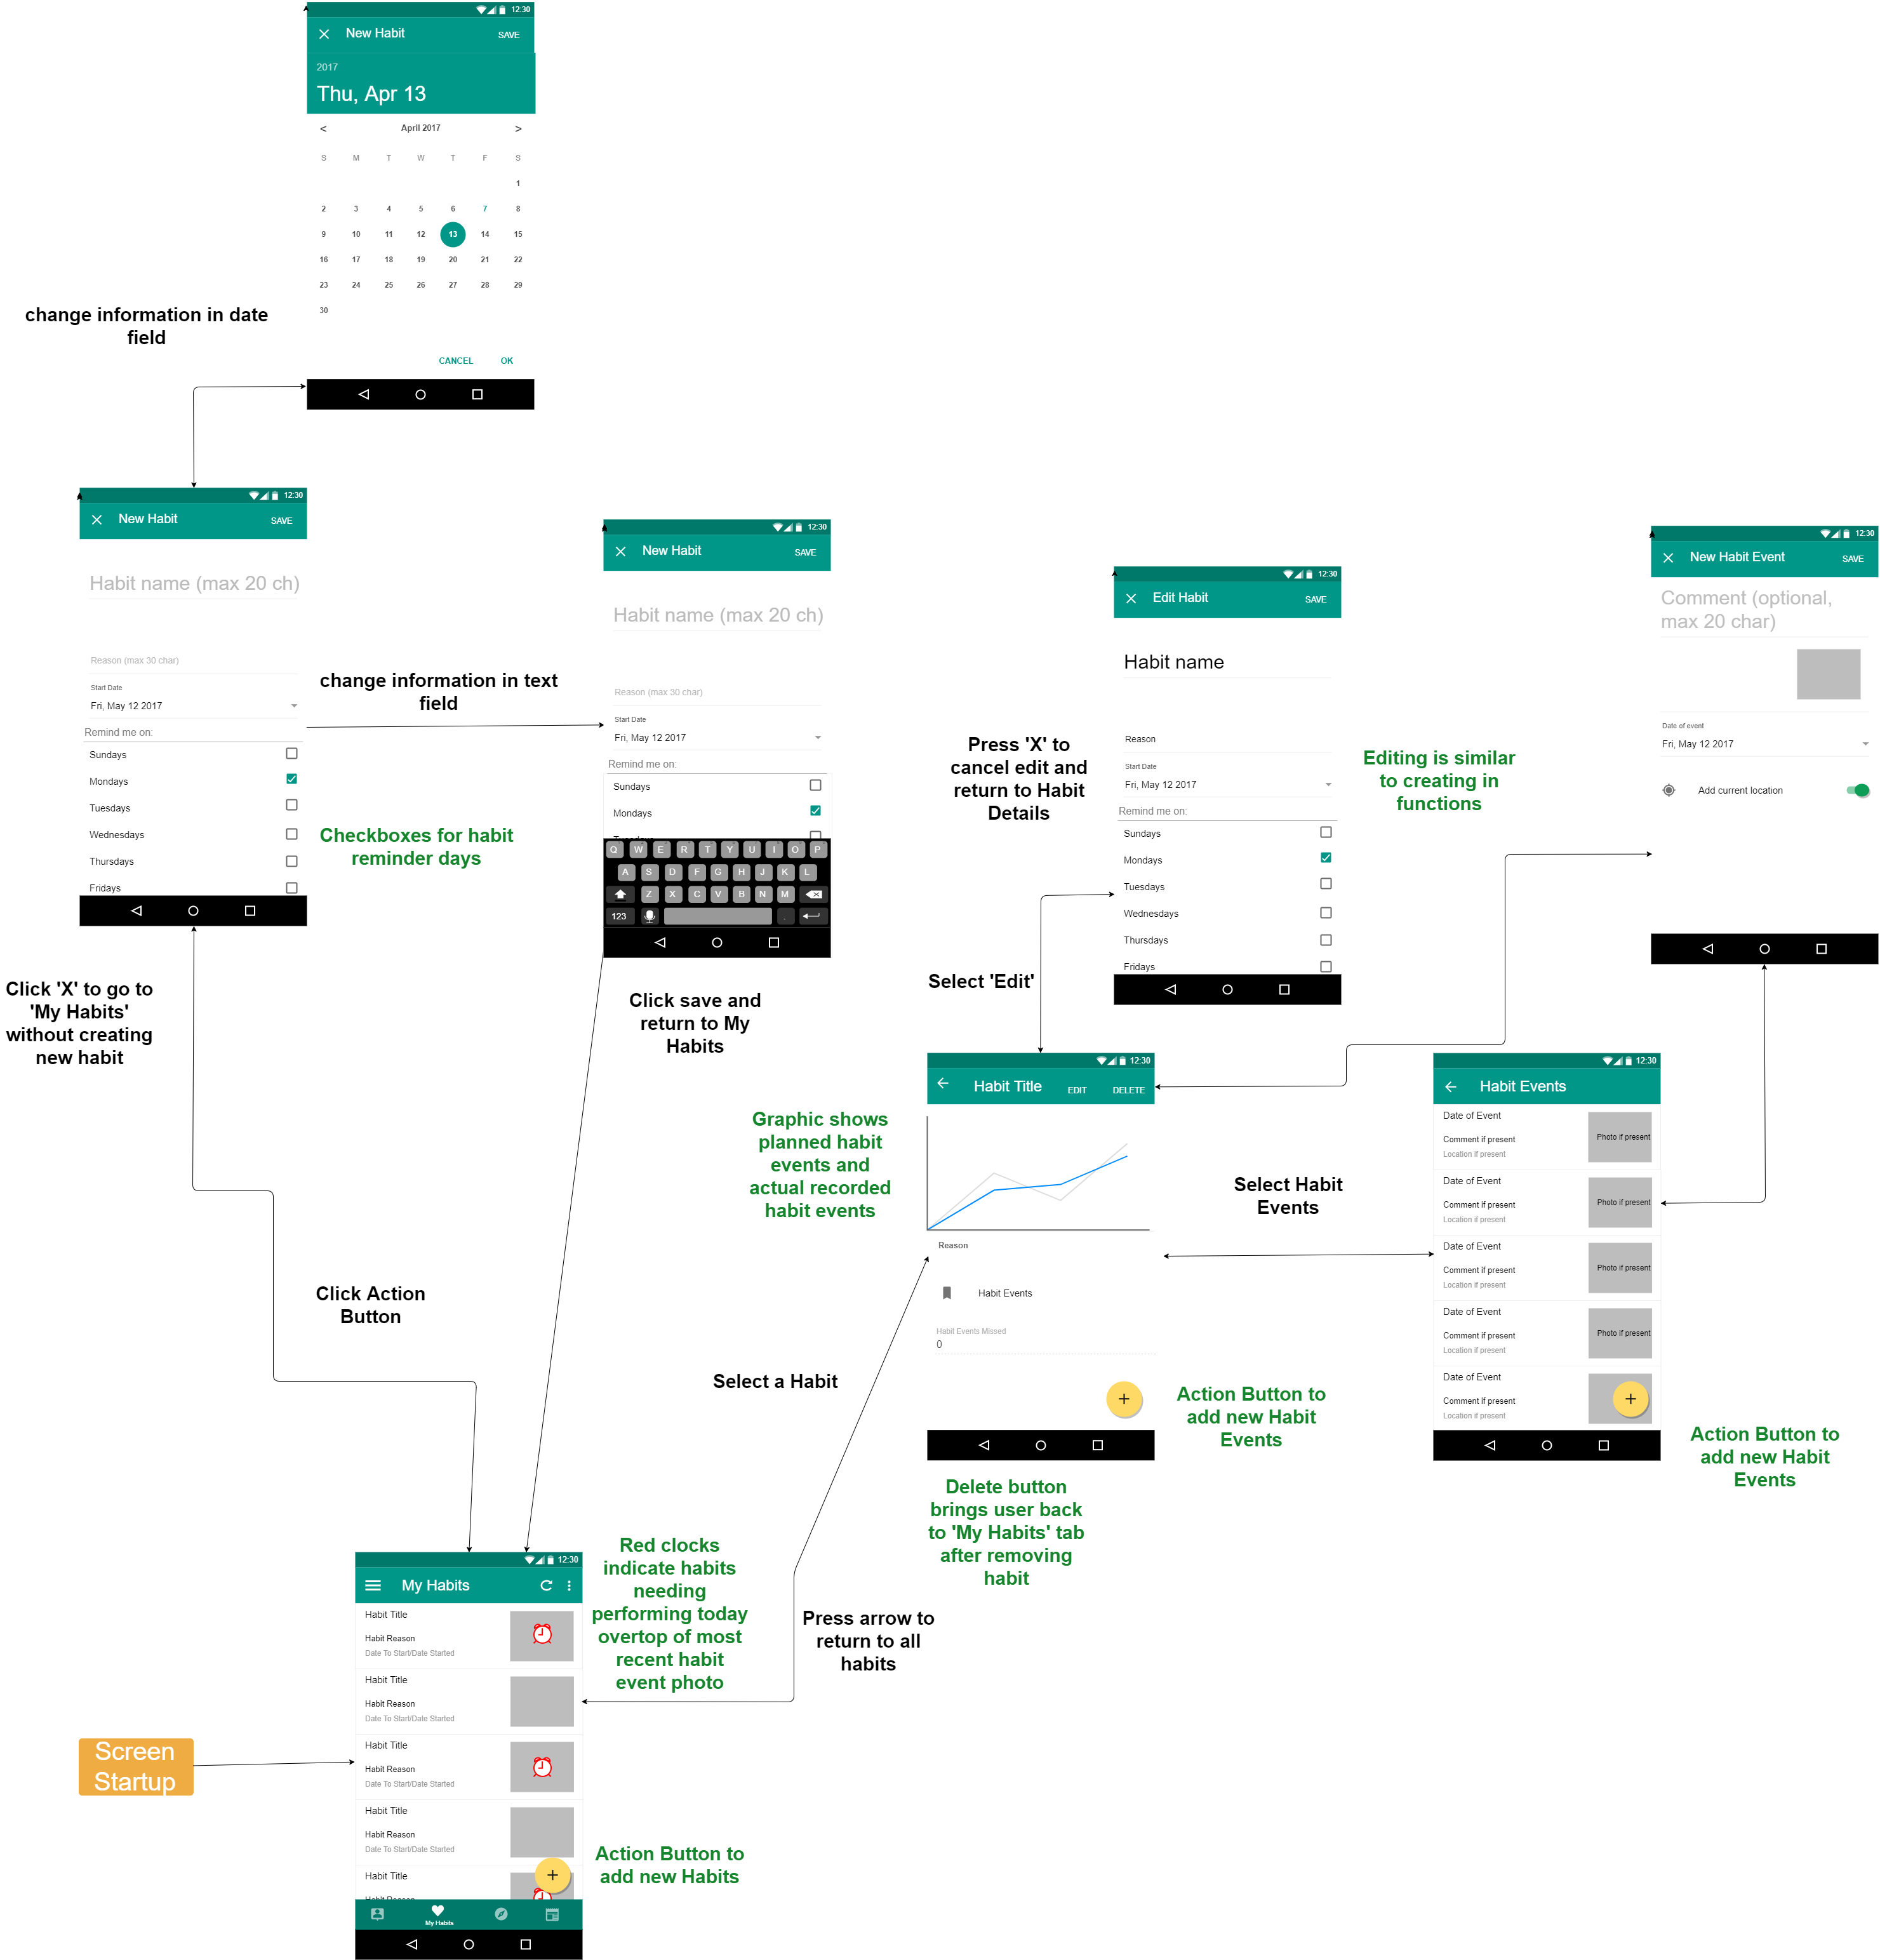 12:30
New Habit
SAVE
2017
Thu, Apr 13
< April 2017 >
S M T W T F S
1
2 3 4 5 6 7 8
9 10 11 12 13 14 15
16 17 18 19 20 21 22
23 24 25 26 27 28 29
30
CANCEL OK
change information in date
field
12:30
New Habit
SAVE
Habit name (max 20 ch)
Reason (max 30 char)
Start Date
Fri, May 12 2017
Remind me on:
Sundays
Mondays
Tuesdays
Wednesdays
Thursdays
Fridays
change information in text
field
Checkboxes for habit
reminder days
12:30
New Habit
SAVE
Habit name (max 20 ch)
Reason (max 30 char)
Start Date
Fri, May 12 2017
Remind me on:
Sundays
Mondays
Tuesdays
Q W E R T Y U I O P
A S D F G H J K L
Z X C V B N M
123 .
Click 'X' to go to
'My Habits'
without creating
new habit
Click save and
return to My
Habits
12:30
Edit Habit
SAVE
Habit name
Reason
Start Date
Fri, May 12 2017
Remind me on:
Sundays
Mondays
Tuesdays
Wednesdays
Thursdays
Fridays
Press 'X' to
cancel edit and
return to Habit
Details
Editing is similar
to creating in
functions
12:30
New Habit Event
SAVE
Comment (optional,
max 20 char)
Date of event
Fri, May 12 2017
Add current location
Select 'Edit'
12:30
Habit Title
EDIT DELETE
Reason
Habit Events
Habit Events Missed
0
+
Graphic shows
planned habit
events and
actual recorded
habit events
Select Habit
Events
12:30
Habit Events
Date of Event
Comment if present
Location if present
Photo if present
Date of Event
Comment if present
Location if present
Photo if present
Date of Event
Comment if present
Location if present
Photo if present
Date of Event
Comment if present
Location if present
Photo if present
Date of Event
Comment if present
Location if present
+
Click Action
Button
Select a Habit
Action Button to
add new Habit
Events
Action Button to
add new Habit
Events
Delete button
brings user back
to 'My Habits' tab
after removing
habit
Red clocks
indicate habits
needing
performing today
overtop of most
recent habit
event photo
Press arrow to
return to all
habits
12:30
My Habits
Habit Title
Habit Reason
Date To Start/Date Started
Habit Title
Habit Reason
Date To Start/Date Started
Habit Title
Habit Reason
Date To Start/Date Started
Habit Title
Habit Reason
Date To Start/Date Started
Habit Title
Habit Reason
+
My Habits
Screen
Startup
Action Button to
add new Habits